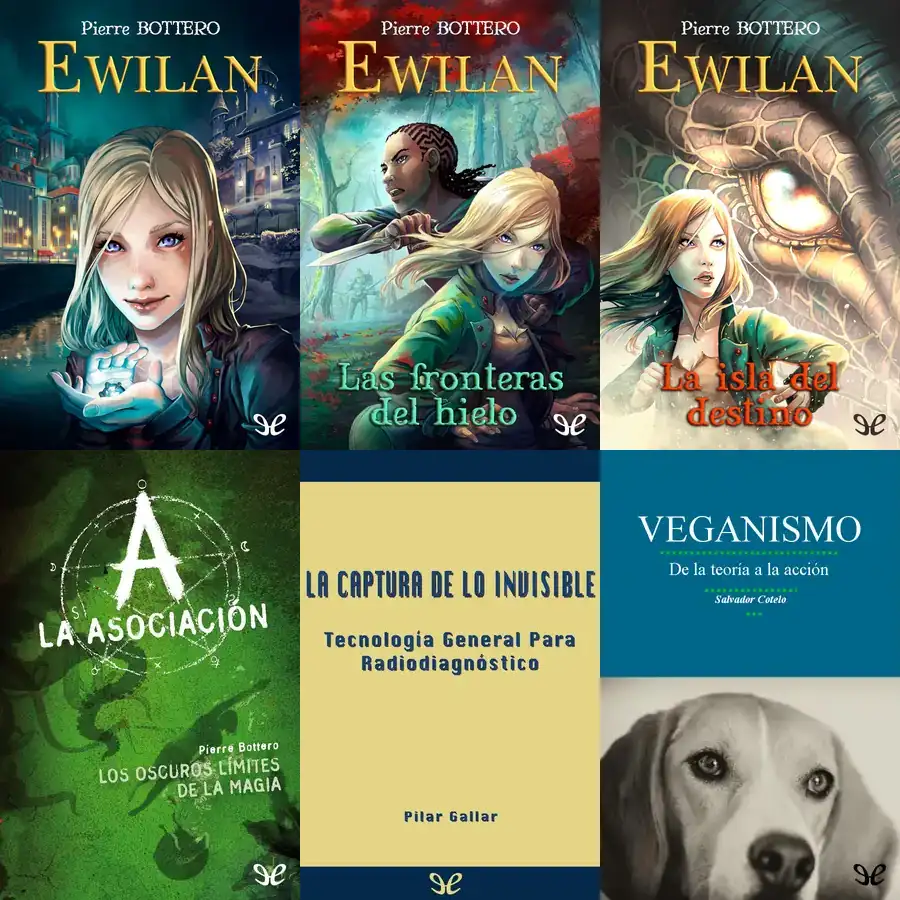 Pierre BOTTERO
EWILAN
Pierre BOTTERO
EWILAN
Las fronteras
del hielo
Pierre BOTTERO
EWILAN
La isla del
destino
A
LA ASOCIACIÓN
Pierre Bottero
LOS OSCUROS LÍMITES
DE LA MAGIA
LA CAPTURA DE LO INVISIBLE
Tecnología General Para
Radiodiagnóstico
Pilar Gallar
VEGANISMO
De la teoría a la acción
Salvador Cotelo